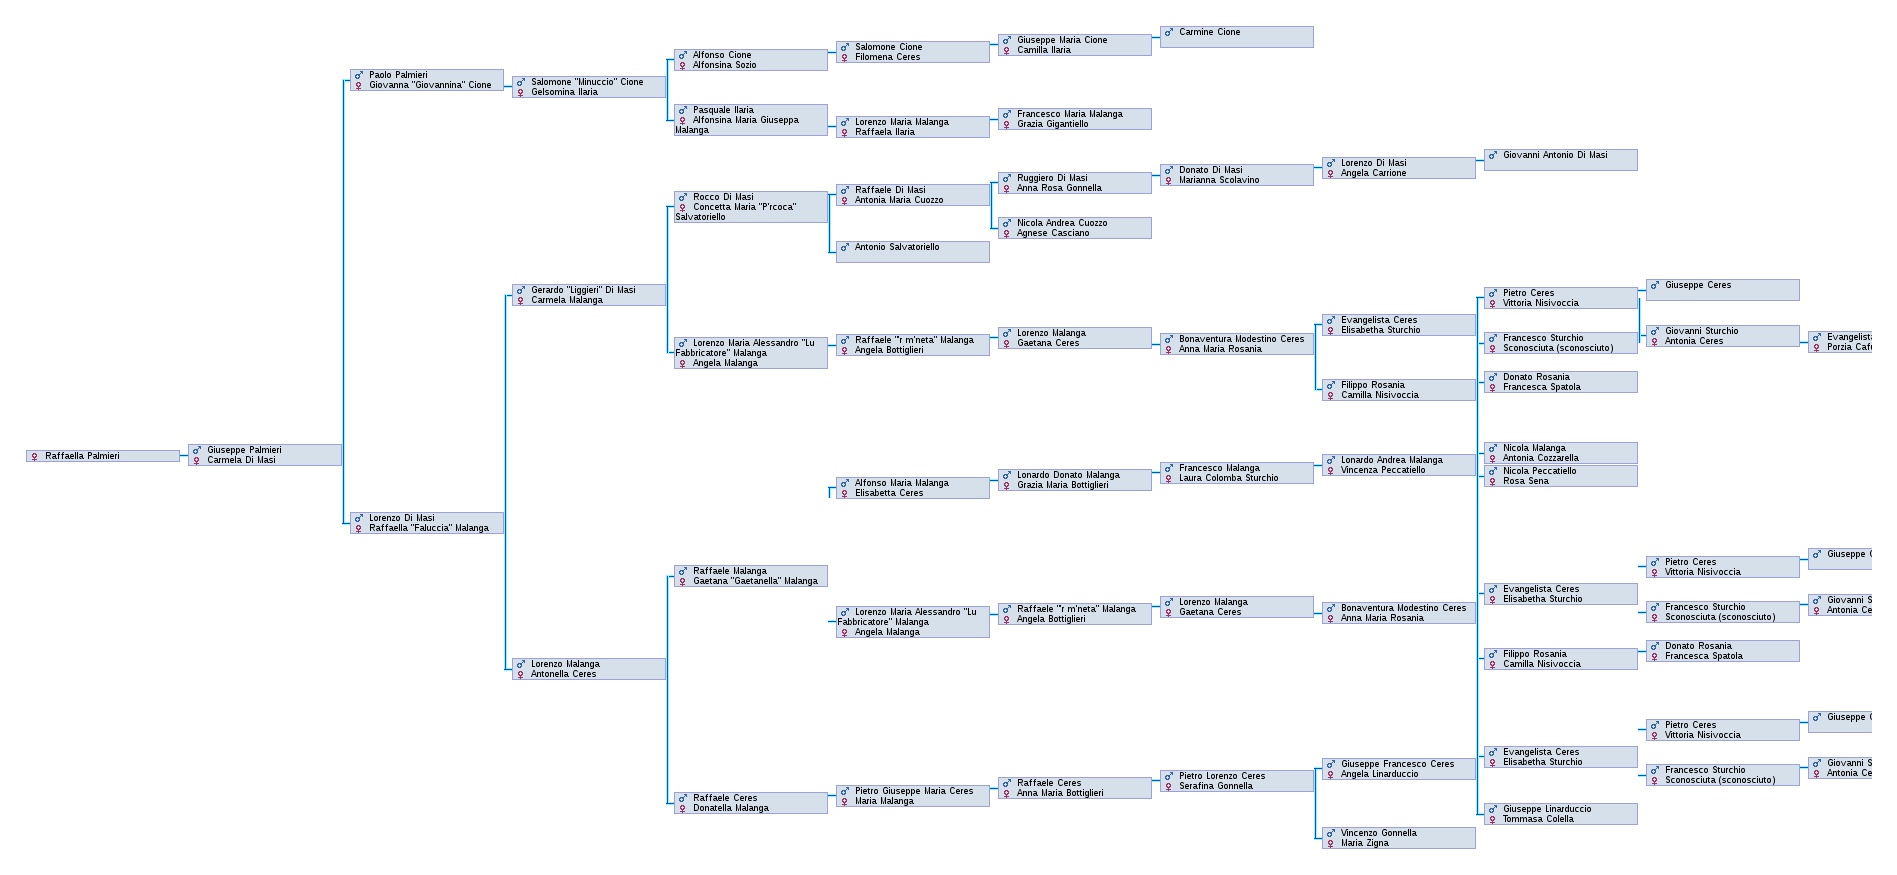 Raffaella Palmieri
Giuseppe Palmieri
Carmela Di Masi
Paolo Palmieri
Giovanna "Giovannina" Cione
Lorenzo Di Masi
Raffaella "Faluccia" Malanga
Salomone "Minuccio" Cione
Gelsomina Ilaria
Gerardo "Liggieri" Di Masi
Carmela Malanga
Lorenzo Malanga
Antonella Ceres
Alfonso Cione
Alfonsina Sozio
Pasquale Ilaria
Alfonsina Maria Giuseppa
Malanga
Rocco Di Masi
Concetta Maria "P'rcoca"
Salvatoriello
Lorenzo Maria Alessandro "Lu
Fabbricatore" Malanga
Angela Malanga
Raffaele Malanga
Gaetana "Gaetanella" Malanga
Raffaele Ceres
Donatella Malanga
Salomone Cione
Filomena Ceres
Lorenzo Maria Malanga
Raffaela Ilaria
Raffaele Di Masi
Antonia Maria Cuozzo
Antonio Salvatoriello
Raffaele "'r m'neta" Malanga
Angela Bottiglieri
Alfonso Maria Malanga
Elisabetta Ceres
Lorenzo Maria Alessandro "Lu
Fabbricatore" Malanga
Angela Malanga
Pietro Giuseppe Maria Ceres
Maria Malanga
Giuseppe Maria Cione
Camilla Ilaria
Francesco Maria Malanga
Grazia Gigantiello
Ruggiero Di Masi
Anna Rosa Gonnella
Nicola Andrea Cuozzo
Agnese Casciano
Lorenzo Malanga
Gaetana Ceres
Lonardo Donato Malanga
Grazia Maria Bottiglieri
Raffaele "'r m'neta" Malanga
Angela Bottiglieri
Raffaele Ceres
Anna Maria Bottiglieri
Carmine Cione
Donato Di Masi
Marianna Scolavino
Bonaventura Modestino Ceres
Anna Maria Rosania
Francesco Malanga
Laura Colomba Sturchio
Lorenzo Malanga
Gaetana Ceres
Pietro Lorenzo Ceres
Serafina Gonnella
Lorenzo Di Masi
Angela Carrione
Evangelista Ceres
Elisabetha Sturchio
Filippo Rosania
Camilla Nisivoccia
Lonardo Andrea Malanga
Vincenza Peccatiello
Bonaventura Modestino Ceres
Anna Maria Rosania
Giuseppe Francesco Ceres
Angela Linarduccio
Vincenzo Gonnella
Maria Zigna
Giovanni Antonio Di Masi
Pietro Ceres
Vittoria Nisivoccia
Francesco Sturchio
Sconosciuta (sconosciuto)
Donato Rosania
Francesca Spatola
Nicola Malanga
Antonia Cozzarella
Nicola Peccatiello
Rosa Sena
Evangelista Ceres
Elisabetha Sturchio
Filippo Rosania
Camilla Nisivoccia
Evangelista Ceres
Elisabetha Sturchio
Giuseppe Linarduccio
Tommasa Colella
Giuseppe Ceres
Giovanni Sturchio
Antonia Ceres
Pietro Ceres
Vittoria Nisivoccia
Francesco Sturchio
Sconosciuta (sconosciuto)
Donato Rosania
Francesca Spatola
Pietro Ceres
Vittoria Nisivoccia
Francesco Sturchio
Sconosciuta (sconosciuto)
Porzia
Giuseppe
Giovanni
Antonia
Giuseppe
Giovanni
Antonia